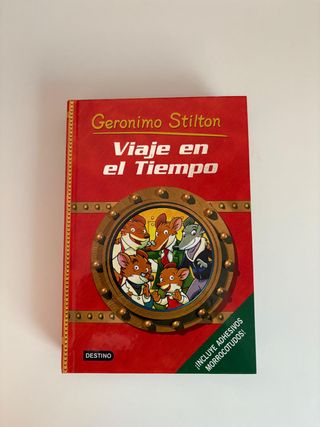 Geronimo Stilton
Viaje en
el Tiempo
¡INCLUYE ADHESIVOS
MORROCOTUDOS!
DESTINO